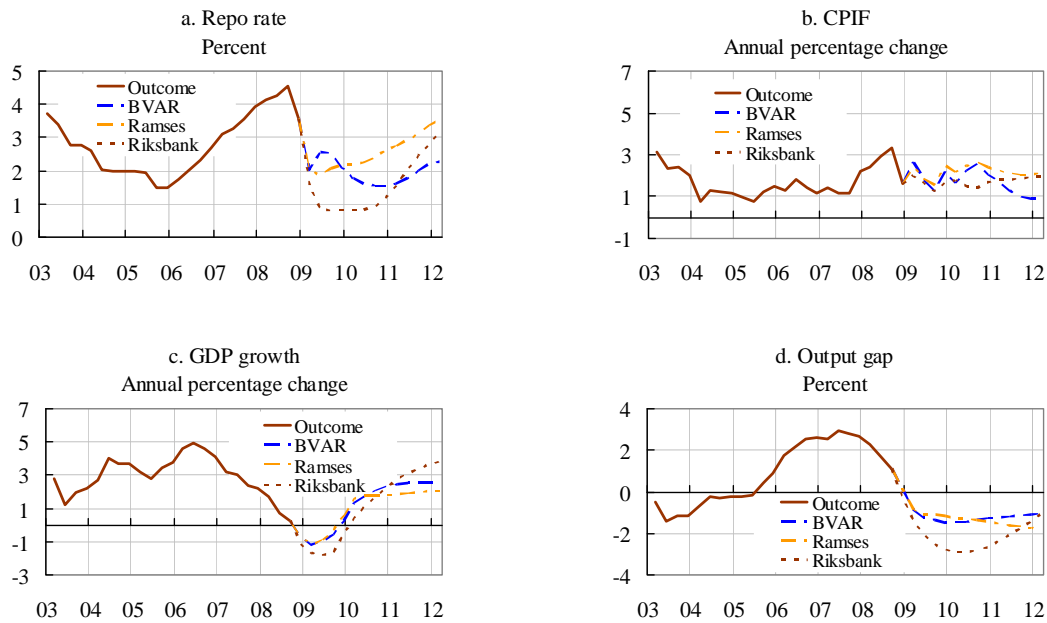 a. Repo rate
Percent
5
4
3
2
1
0
Outcome
BVAR
Ramses
Riksbank
03 04 05 06 07 08 09 10 11 12
b. CPIF
Annual percentage change
7
5
3
1
-1
Outcome
BVAR
Ramses
Riksbank
03 04 05 06 07 08 09 10 11 12
c. GDP growth
Annual percentage change
7
5
3
1
-1
-3
Outcome
BVAR
Ramses
Riksbank
03 04 05 06 07 08 09 10 11 12
d. Output gap
Percent
4
2
0
-2
-4
Outcome
BVAR
Ramses
Riksbank
03 04 05 06 07 08 09 10 11 12